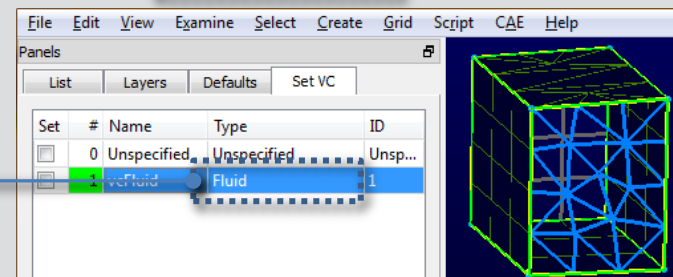 File Edit View Examine Select Create Grid Script CAE Help
Panels
List Layers Defaults Set VC
Set # Name Type ID
0 Unspecified Unspecified Unsp...
1 vcFluid Fluid 1